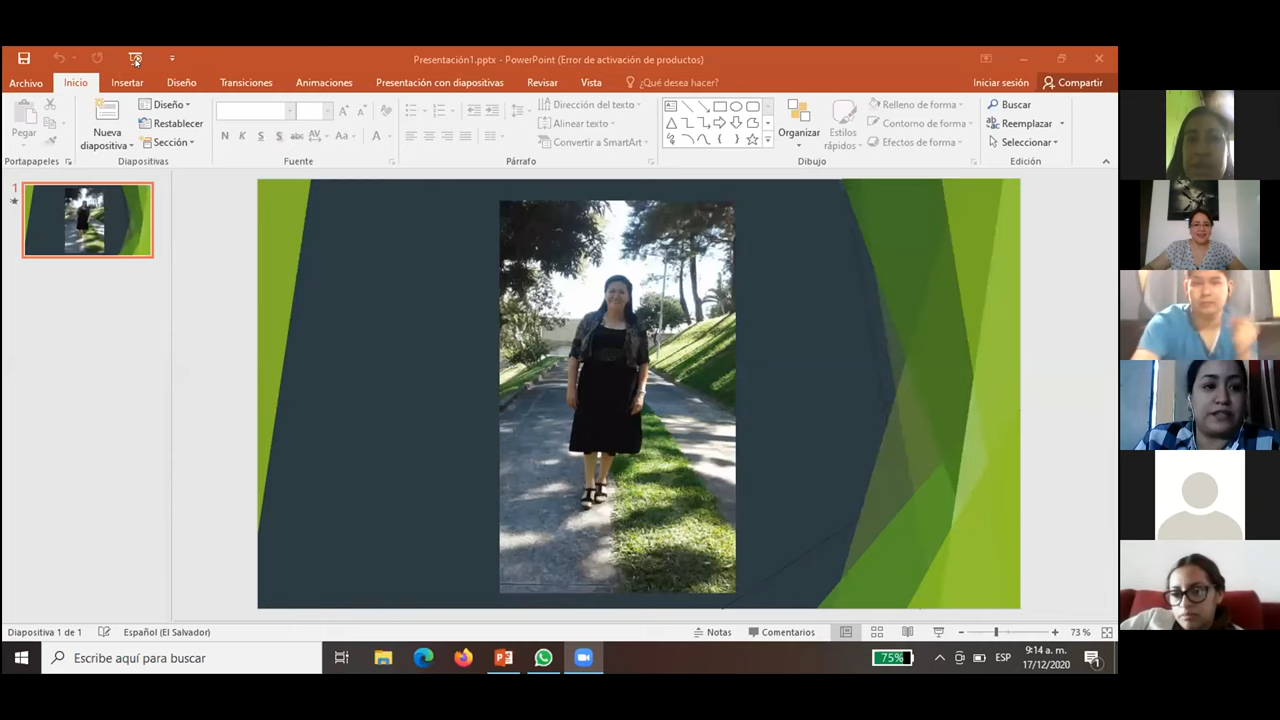 Presentación1.pptx - PowerPoint (Error de activación de productos)
Archivo Inicio Insertar Diseño Transiciones Animaciones Presentación con diapositivas Revisar Vista ¿Qué desea hacer? Iniciar sesión Compartir
Pegar
Nueva diapositiva
Diseño
Restablecer
Sección
N K S S abc AV Aa A
Dirección del texto
Alinear texto
Convertir a SmartArt
Organizar
Estilos rápidos
Relleno de forma
Contorno de forma
Efectos de forma
Buscar
Reemplazar
Seleccionar
Portapapeles Diapositivas Fuente Párrafo Dibujo Edición
1
Diapositiva 1 de 1 Español (El Salvador) Notas Comentarios 73 %
Escribe aquí para buscar 75% ESP 9:14 a. m.
17/12/2020 1